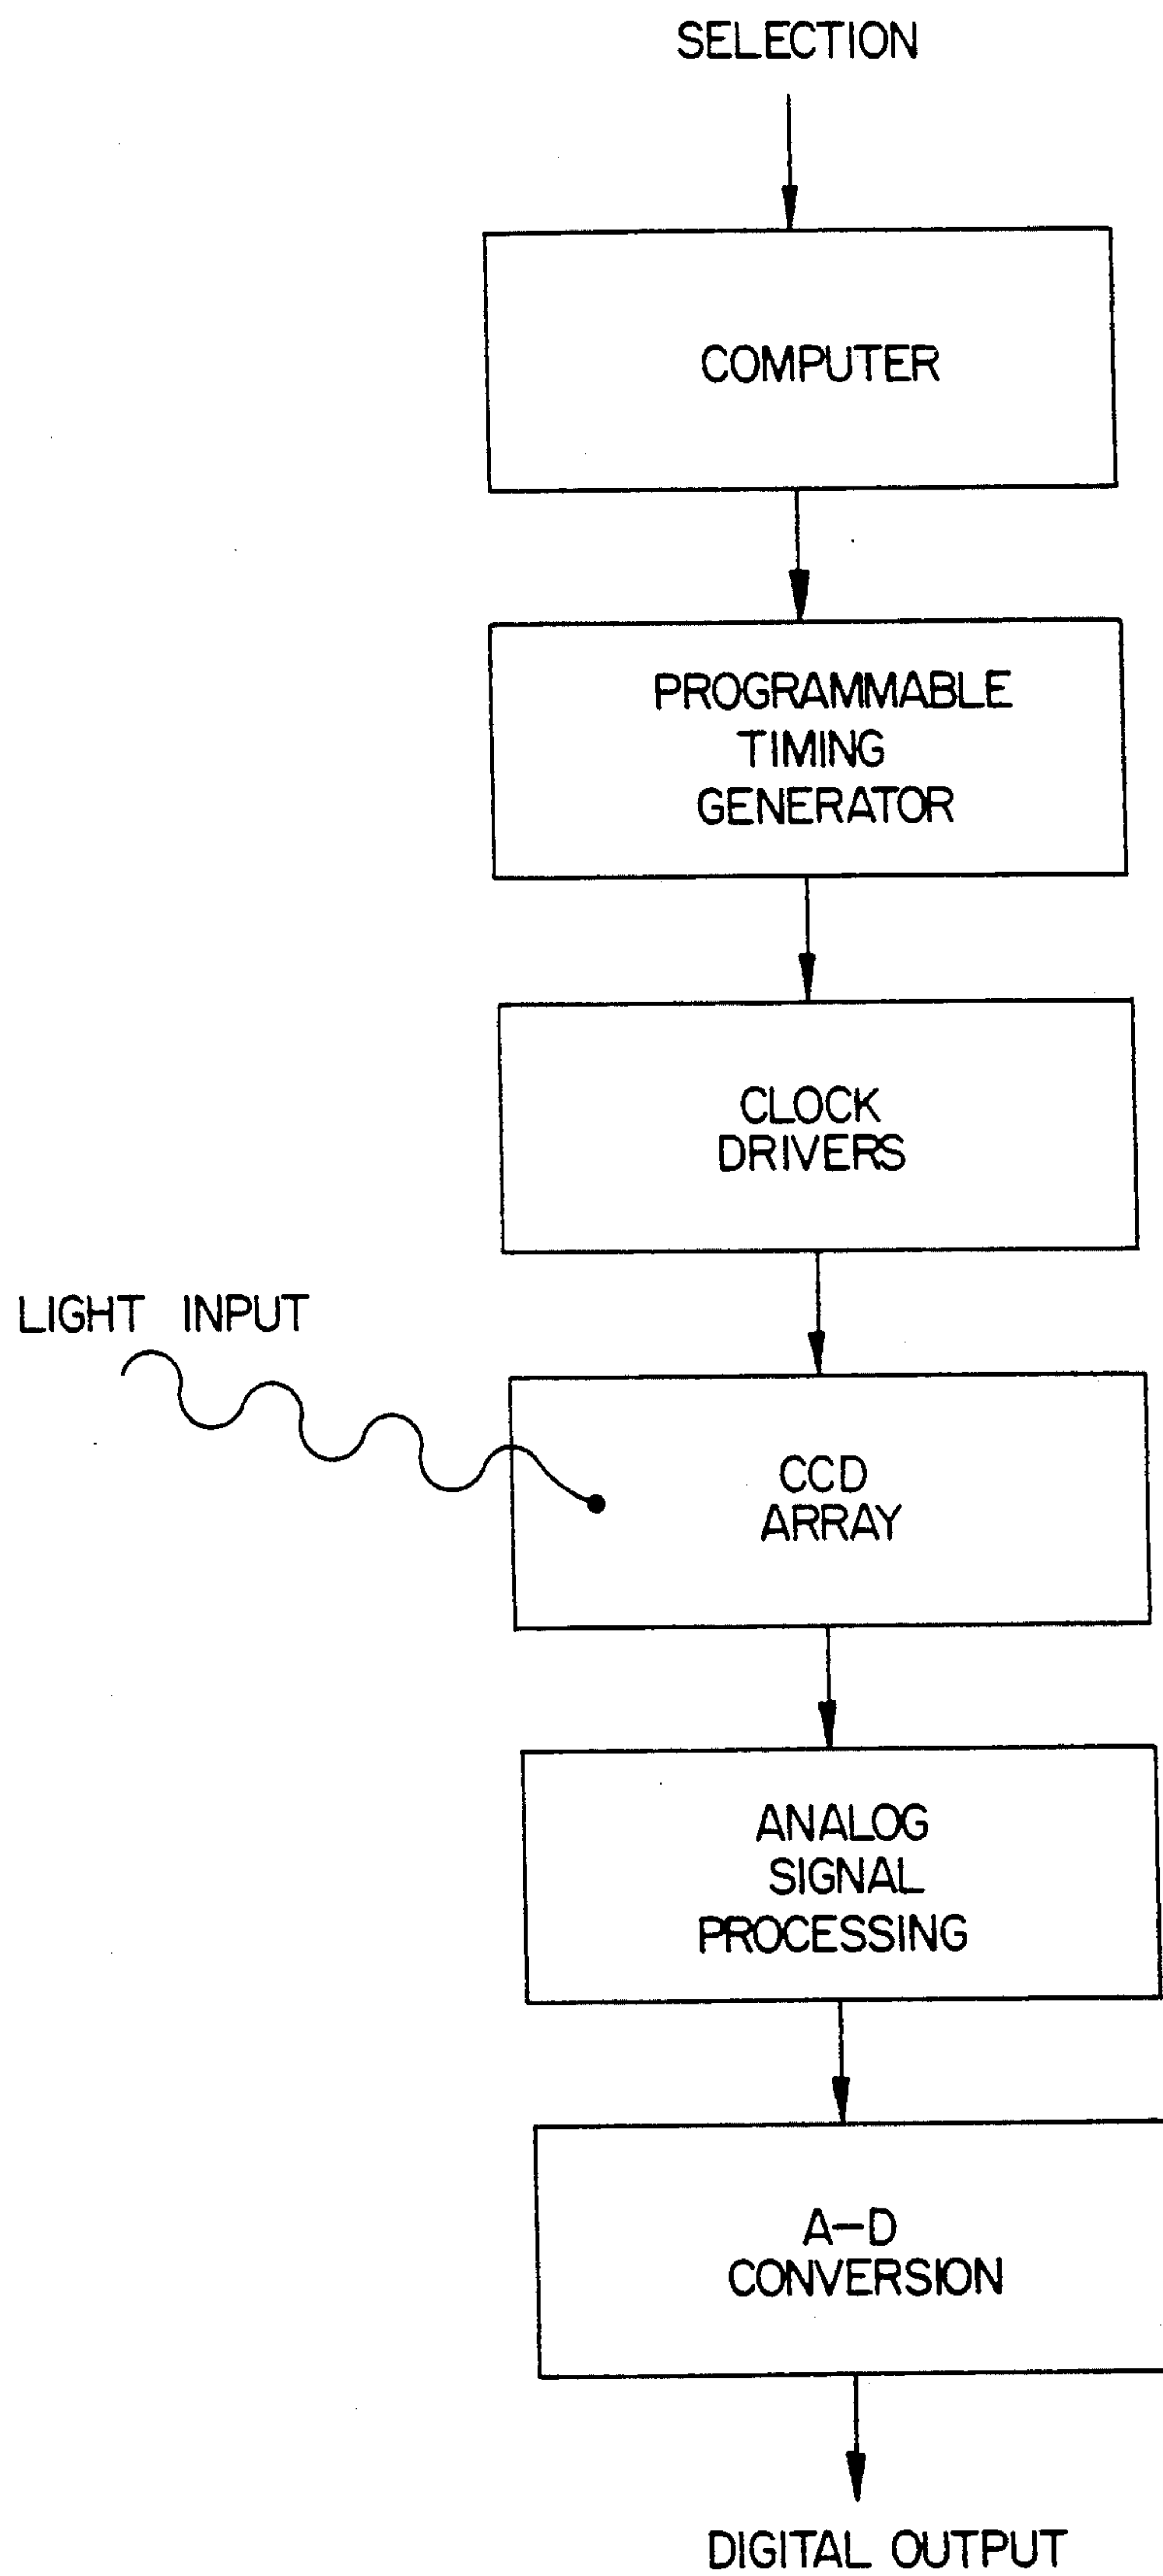 SELECTION
COMPUTER
PROGRAMMABLE
TIMING
GENERATOR
CLOCK
DRIVERS
LIGHT INPUT
CCD
ARRAY
ANALOG
SIGNAL
PROCESSING
A-D
CONVERSION
DIGITAL OUTPUT